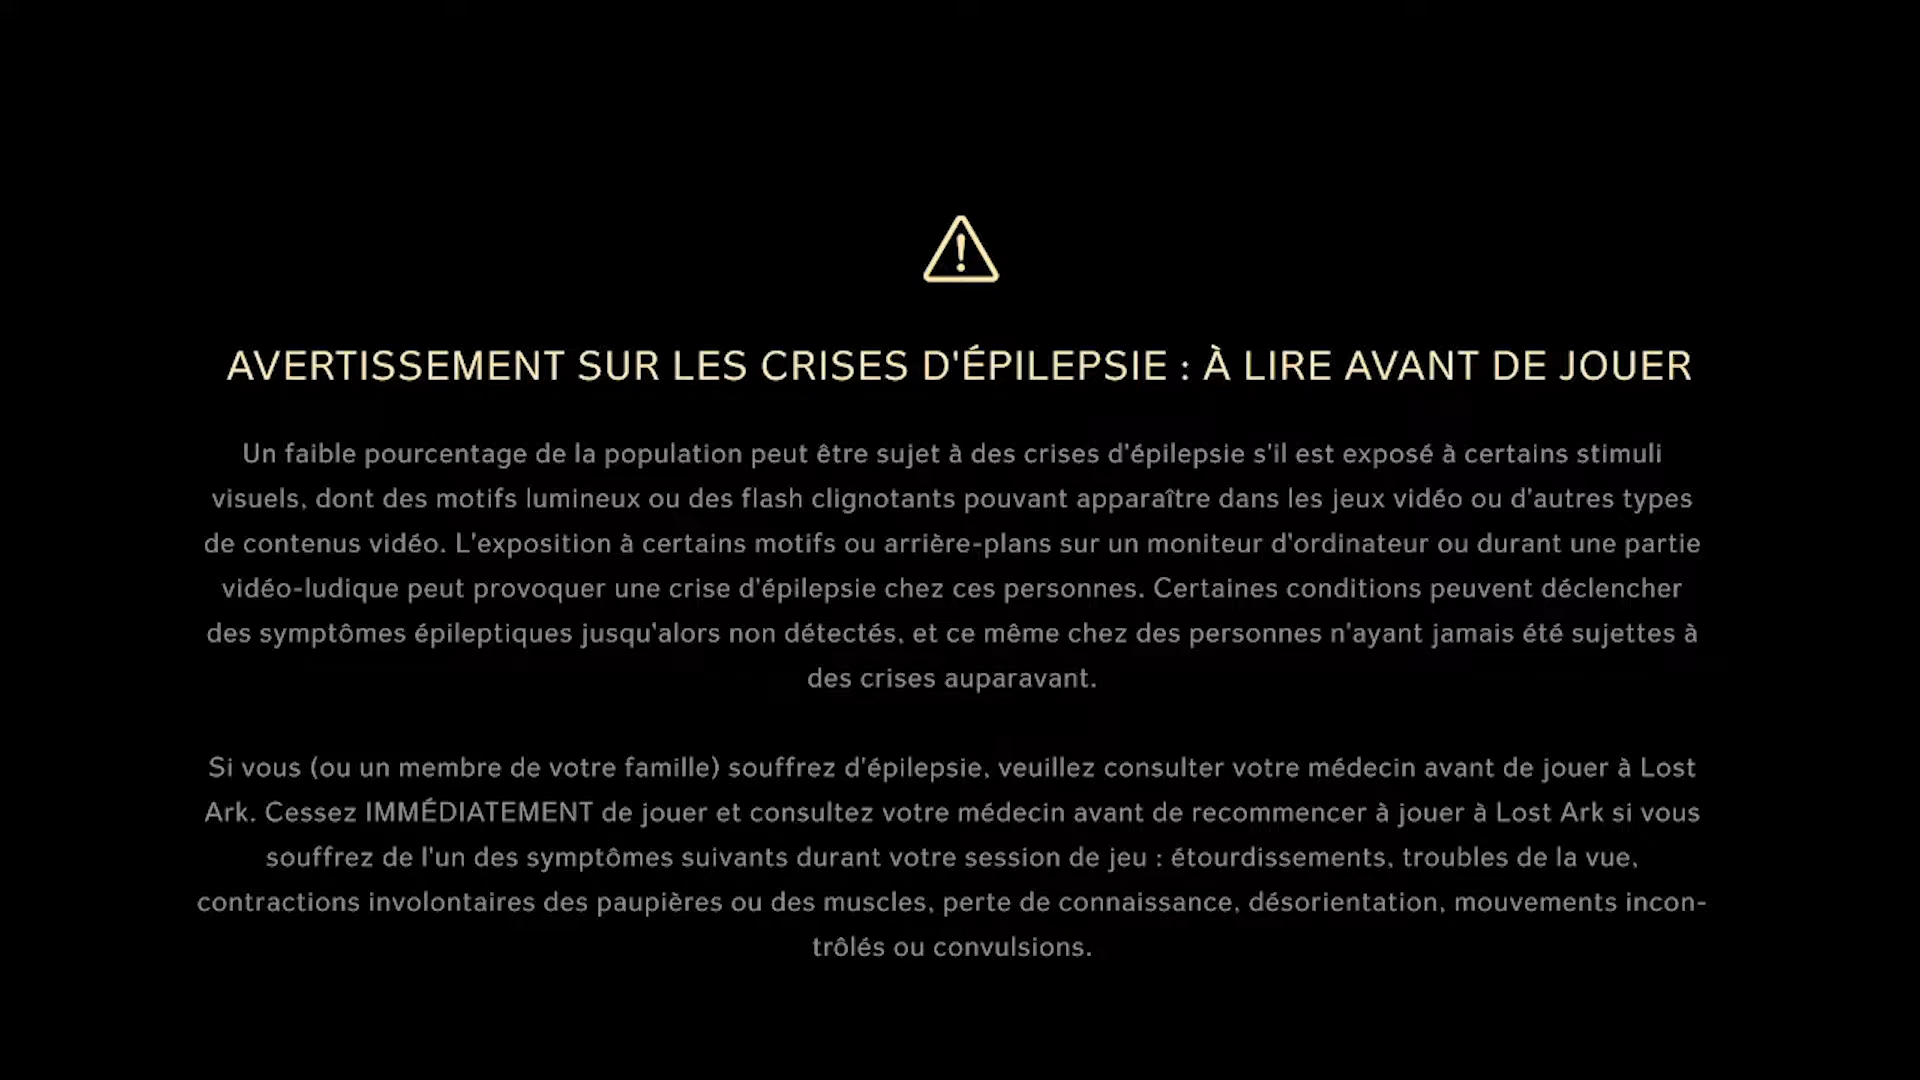 AVERTISSEMENT SUR LES CRISES D'ÉPILEPSIE : À LIRE AVANT DE JOUER
Un faible pourcentage de la population peut être sujet à des crises d'épilepsie s'il est exposé à certains stimuli
visuels, dont des motifs lumineux ou des flash clignotants pouvant apparaître dans les jeux vidéo ou d'autres types
de contenus vidéo. L'exposition à certains motifs ou arrière-plans sur un moniteur d'ordinateur ou durant une partie
vidéo-ludique peut provoquer une crise d'épilepsie chez ces personnes. Certaines conditions peuvent déclencher
des symptômes épileptiques jusqu'alors non détectés, et ce même chez des personnes n'ayant jamais été sujettes à
des crises auparavant.
Si vous (ou un membre de votre famille) souffrez d'épilepsie, veuillez consulter votre médecin avant de jouer à Lost
Ark. Cessez IMMÉDIATEMENT de jouer et consultez votre médecin avant de recommencer à jouer à Lost Ark si vous
souffrez de l'un des symptômes suivants durant votre session de jeu : étourdissements, troubles de la vue,
contractions involontaires des paupières ou des muscles, perte de connaissance, désorientation, mouvements incon-
trôlés ou convulsions.